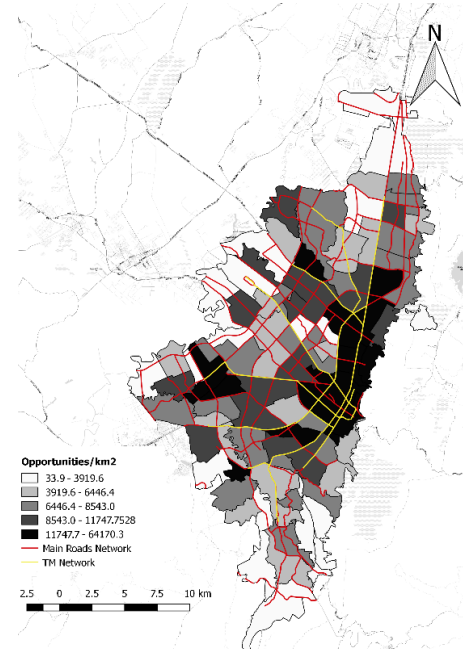 N
Opportunities/km2
33.9 - 3919.6
3919.6 - 6446.4
6446.4 - 8543.0
8543.0 - 11747.7528
11747.7 - 64170.3
Main Roads Network
TM Network
2.5 0 2.5 5 7.5 10 km